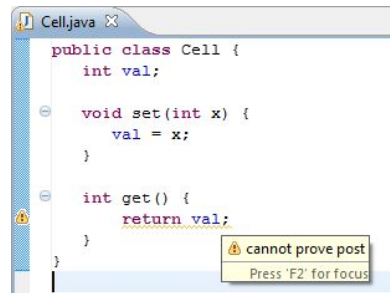 Cell.java
public class Cell {
int val;
void set(int x) {
val = x;
}
int get() {
return val;
}
cannot prove post
}
Press 'F2' for focus